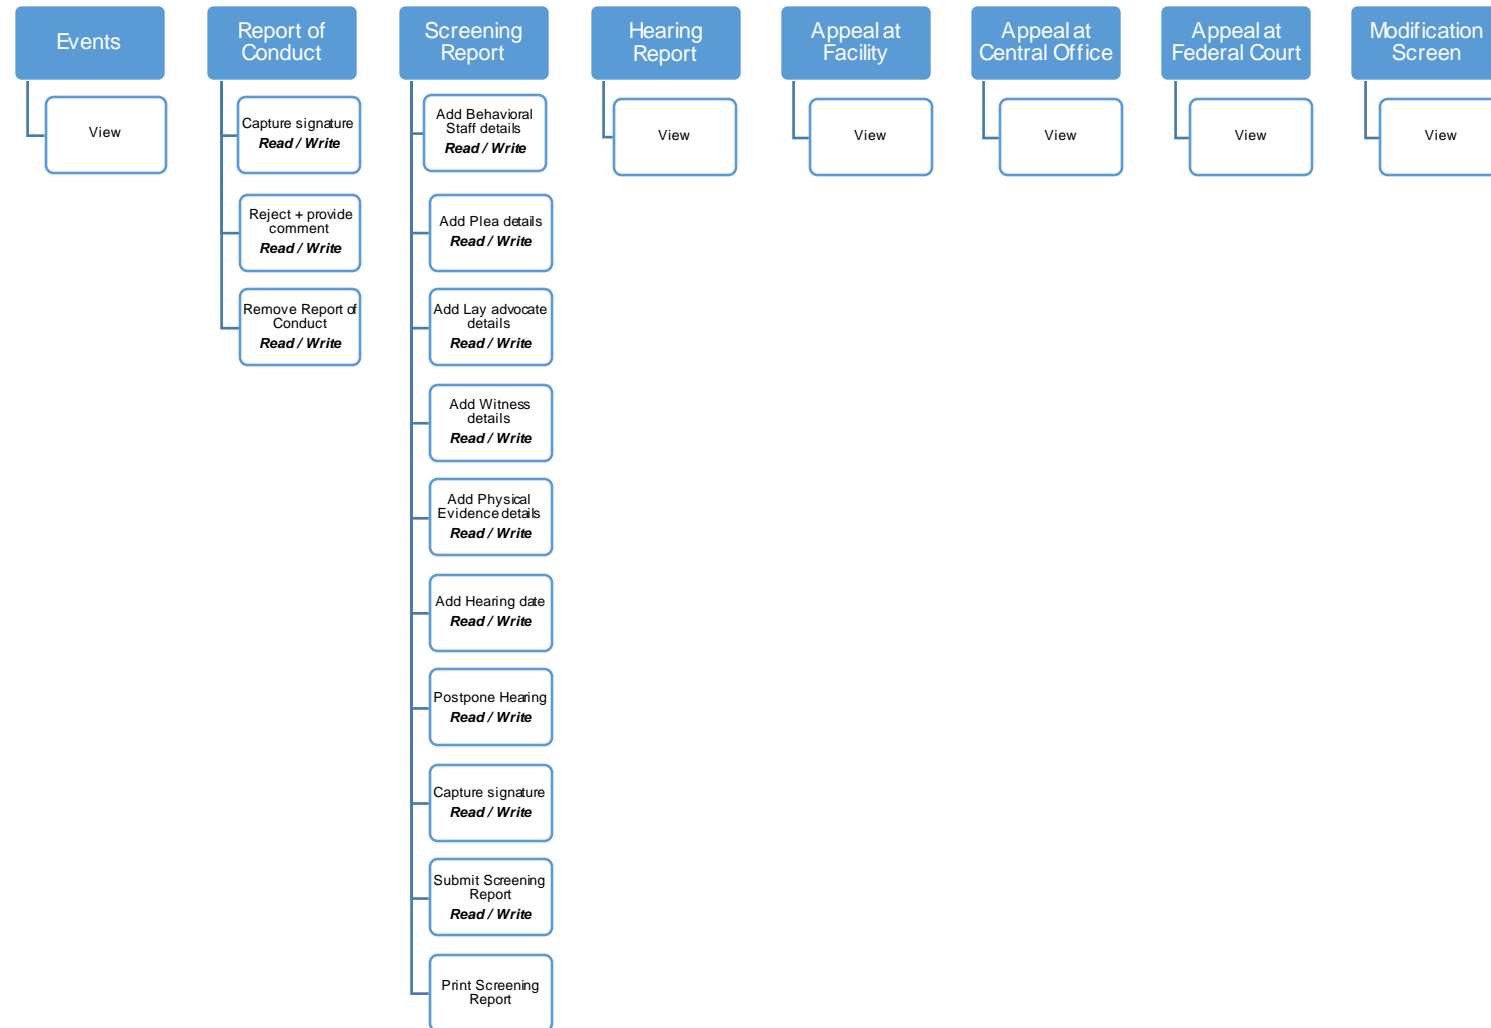 Events
View
Report of
Conduct
Capture signature
Read / Write
Reject + provide
comment
Read / Write
Remove Report of
Conduct
Read / Write
Screening
Report
Add Behavioral
Staff details
Read / Write
Add Plea details
Read / Write
Add Lay advocate
details
Read / Write
Add Witness
details
Read / Write
Add Physical
Evidence details
Read / Write
Add Hearing date
Read / Write
Postpone Hearing
Read / Write
Capture signature
Read / Write
Submit Screening
Report
Read / Write
Print Screening
Report
Hearing
Report
View
Appeal at
Facility
View
Appeal at
Central Office
View
Appeal at
Federal Court
View
Modification
Screen
View